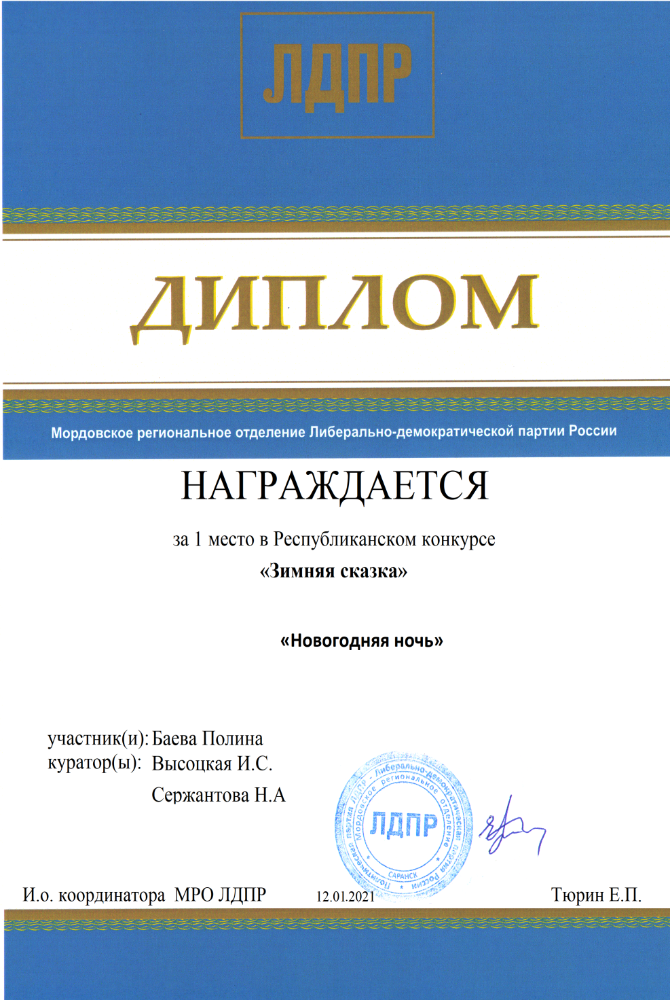 ЛДПР
ДИПЛОМ
Мордовское региональное отделение Либерально-демократической партии России
НАГРАЖДАЕТСЯ
за 1 место в Республиканском конкурсе
«Зимняя сказка»
«Новогодняя ночь»
участник(и): Баева Полина
куратор(ы): Высоцкая И.С.
Сержантова Н.А
Политическая партия ЛДПР - Либерально-демократическая партия России
Мордовское региональное отделение
ЛДПР
САРАНСК
И.о. координатора МРО ЛДПР 12.01.2021 Тюрин Е.П.